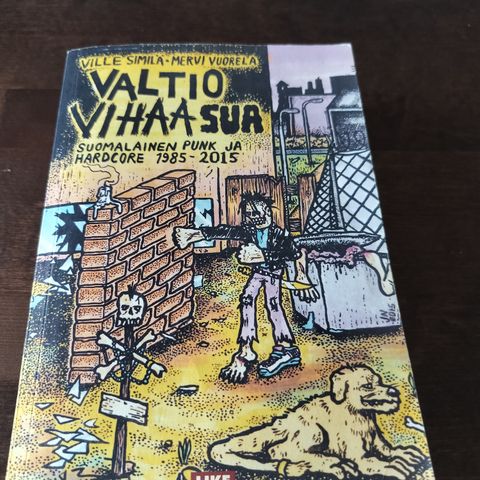 VILLE SIMILÄ - MERVI VUORELA
VALTIO
VIHAA SUA
SUOMALAINEN PUNK JA
HARDCORE 1985-2015
LIKE